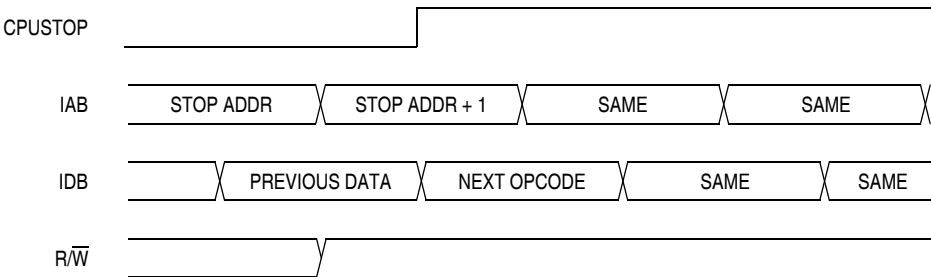 CPUSTOP
IAB STOP ADDR STOP ADDR + 1 SAME SAME
IDB PREVIOUS DATA NEXT OPCODE SAME SAME
R/W̅